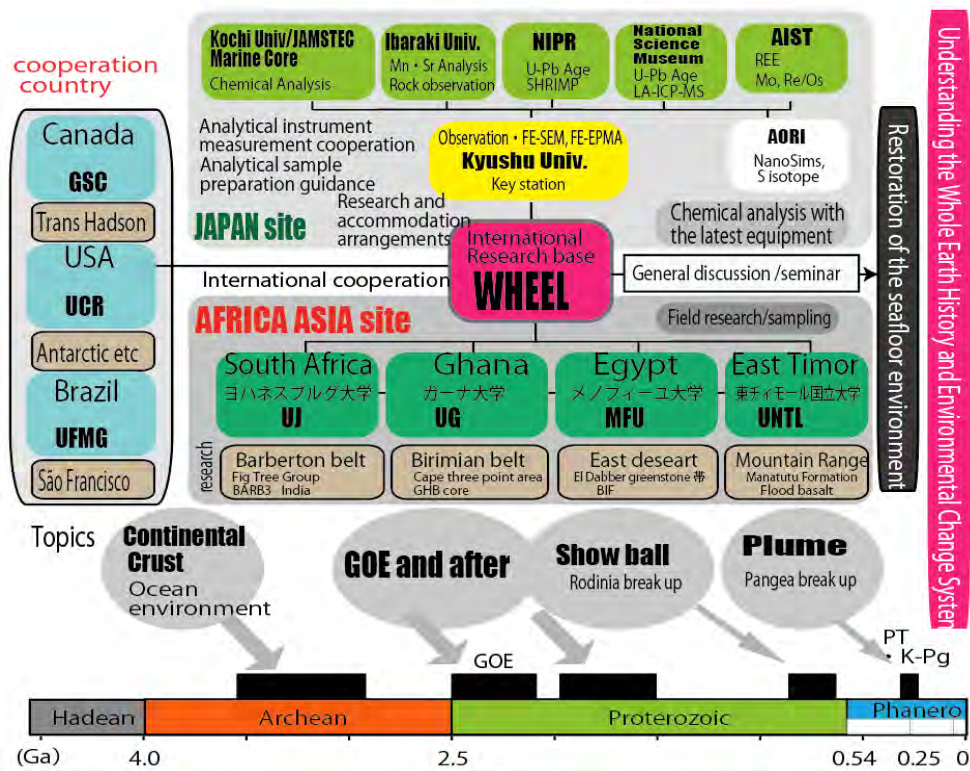 cooperation
country
Canada
GSC
Trans Hadson
USA
UCR
Antarctic etc
Brazil
UFMG
São Francisco
Kochi Univ/JAMSTEC
Marine Core
Chemical Analysis
Ibaraki Univ.
Mn・Sr Analysis
Rock observation
NIPR
U-Pb Age
SHRIMP
National
Science
Museum
U-Pb Age
LA-ICP-MS
AIST
REE
Mo, Re/Os
Analytical instrument
measurement cooperation
Analytical sample
preparation guidance
Observation・FE-SEM, FE-EPMA
Kyushu Univ.
Key station
AORI
NanoSims,
S isotope
JAPAN site
Research and
accommodation
arrangements
Chemical analysis with
the latest equipment
International
Research base
WHEEL
International cooperation
General discussion /seminar
AFRICA ASIA site
Field research/sampling
South Africa
ヨハネスブルグ大学
UJ
Ghana
ガーナ大学
UG
Egypt
メノフィーユ大学
MFU
East Timor
東ティモール国立大学
UNTL
research
Barberton belt
Fig Tree Group
BARB3 India
Birimian belt
Cape three point area
GHB core
East deseart
El Dabber greenstone 帯
BIF
Mountain Range
Manatutu Formation
Flood basalt
Restoration of the seafloor environment
Understanding the Whole Earth History and Environmental Change System
Topics
Continental
Crust
Ocean
environment
GOE and after
Show ball
Rodinia break up
Plume
Pangea break up
GOE
PT
・K-Pg
Hadean
Archean
Proterozoic
Phanero
(Ga)
4.0
2.5
0.54
0.25
0